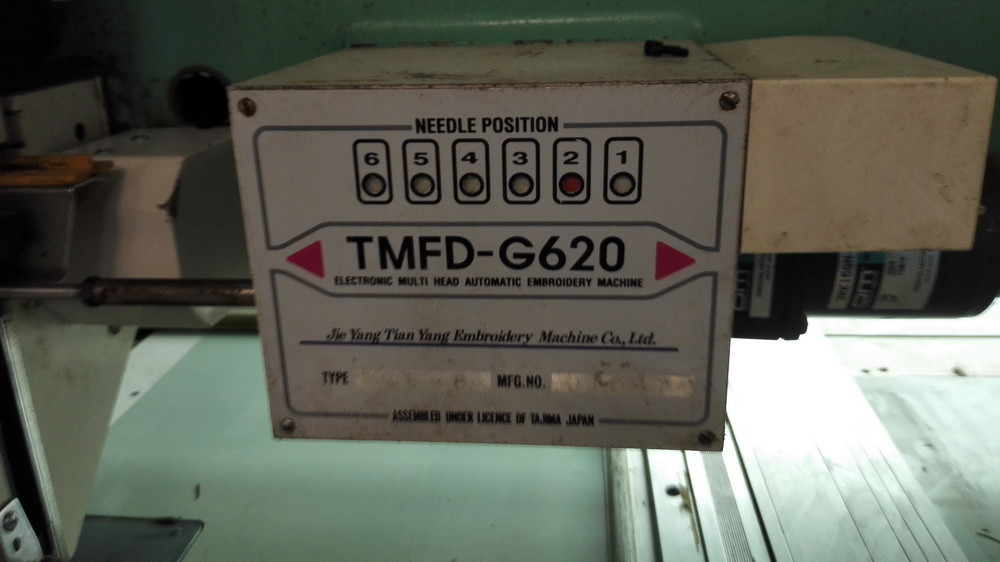 NEEDLE POSITION
6 5 4 3 2 1
TMFD-G620
ELECTRONIC MULTI HEAD AUTOMATIC EMBROIDERY MACHINE
Jie Yang Tian Yang Embroidery Machine Co., Ltd.
TYPE MFG.NO.
ASSEMBLED UNDER LICENCE OF TAJIMA JAPAN